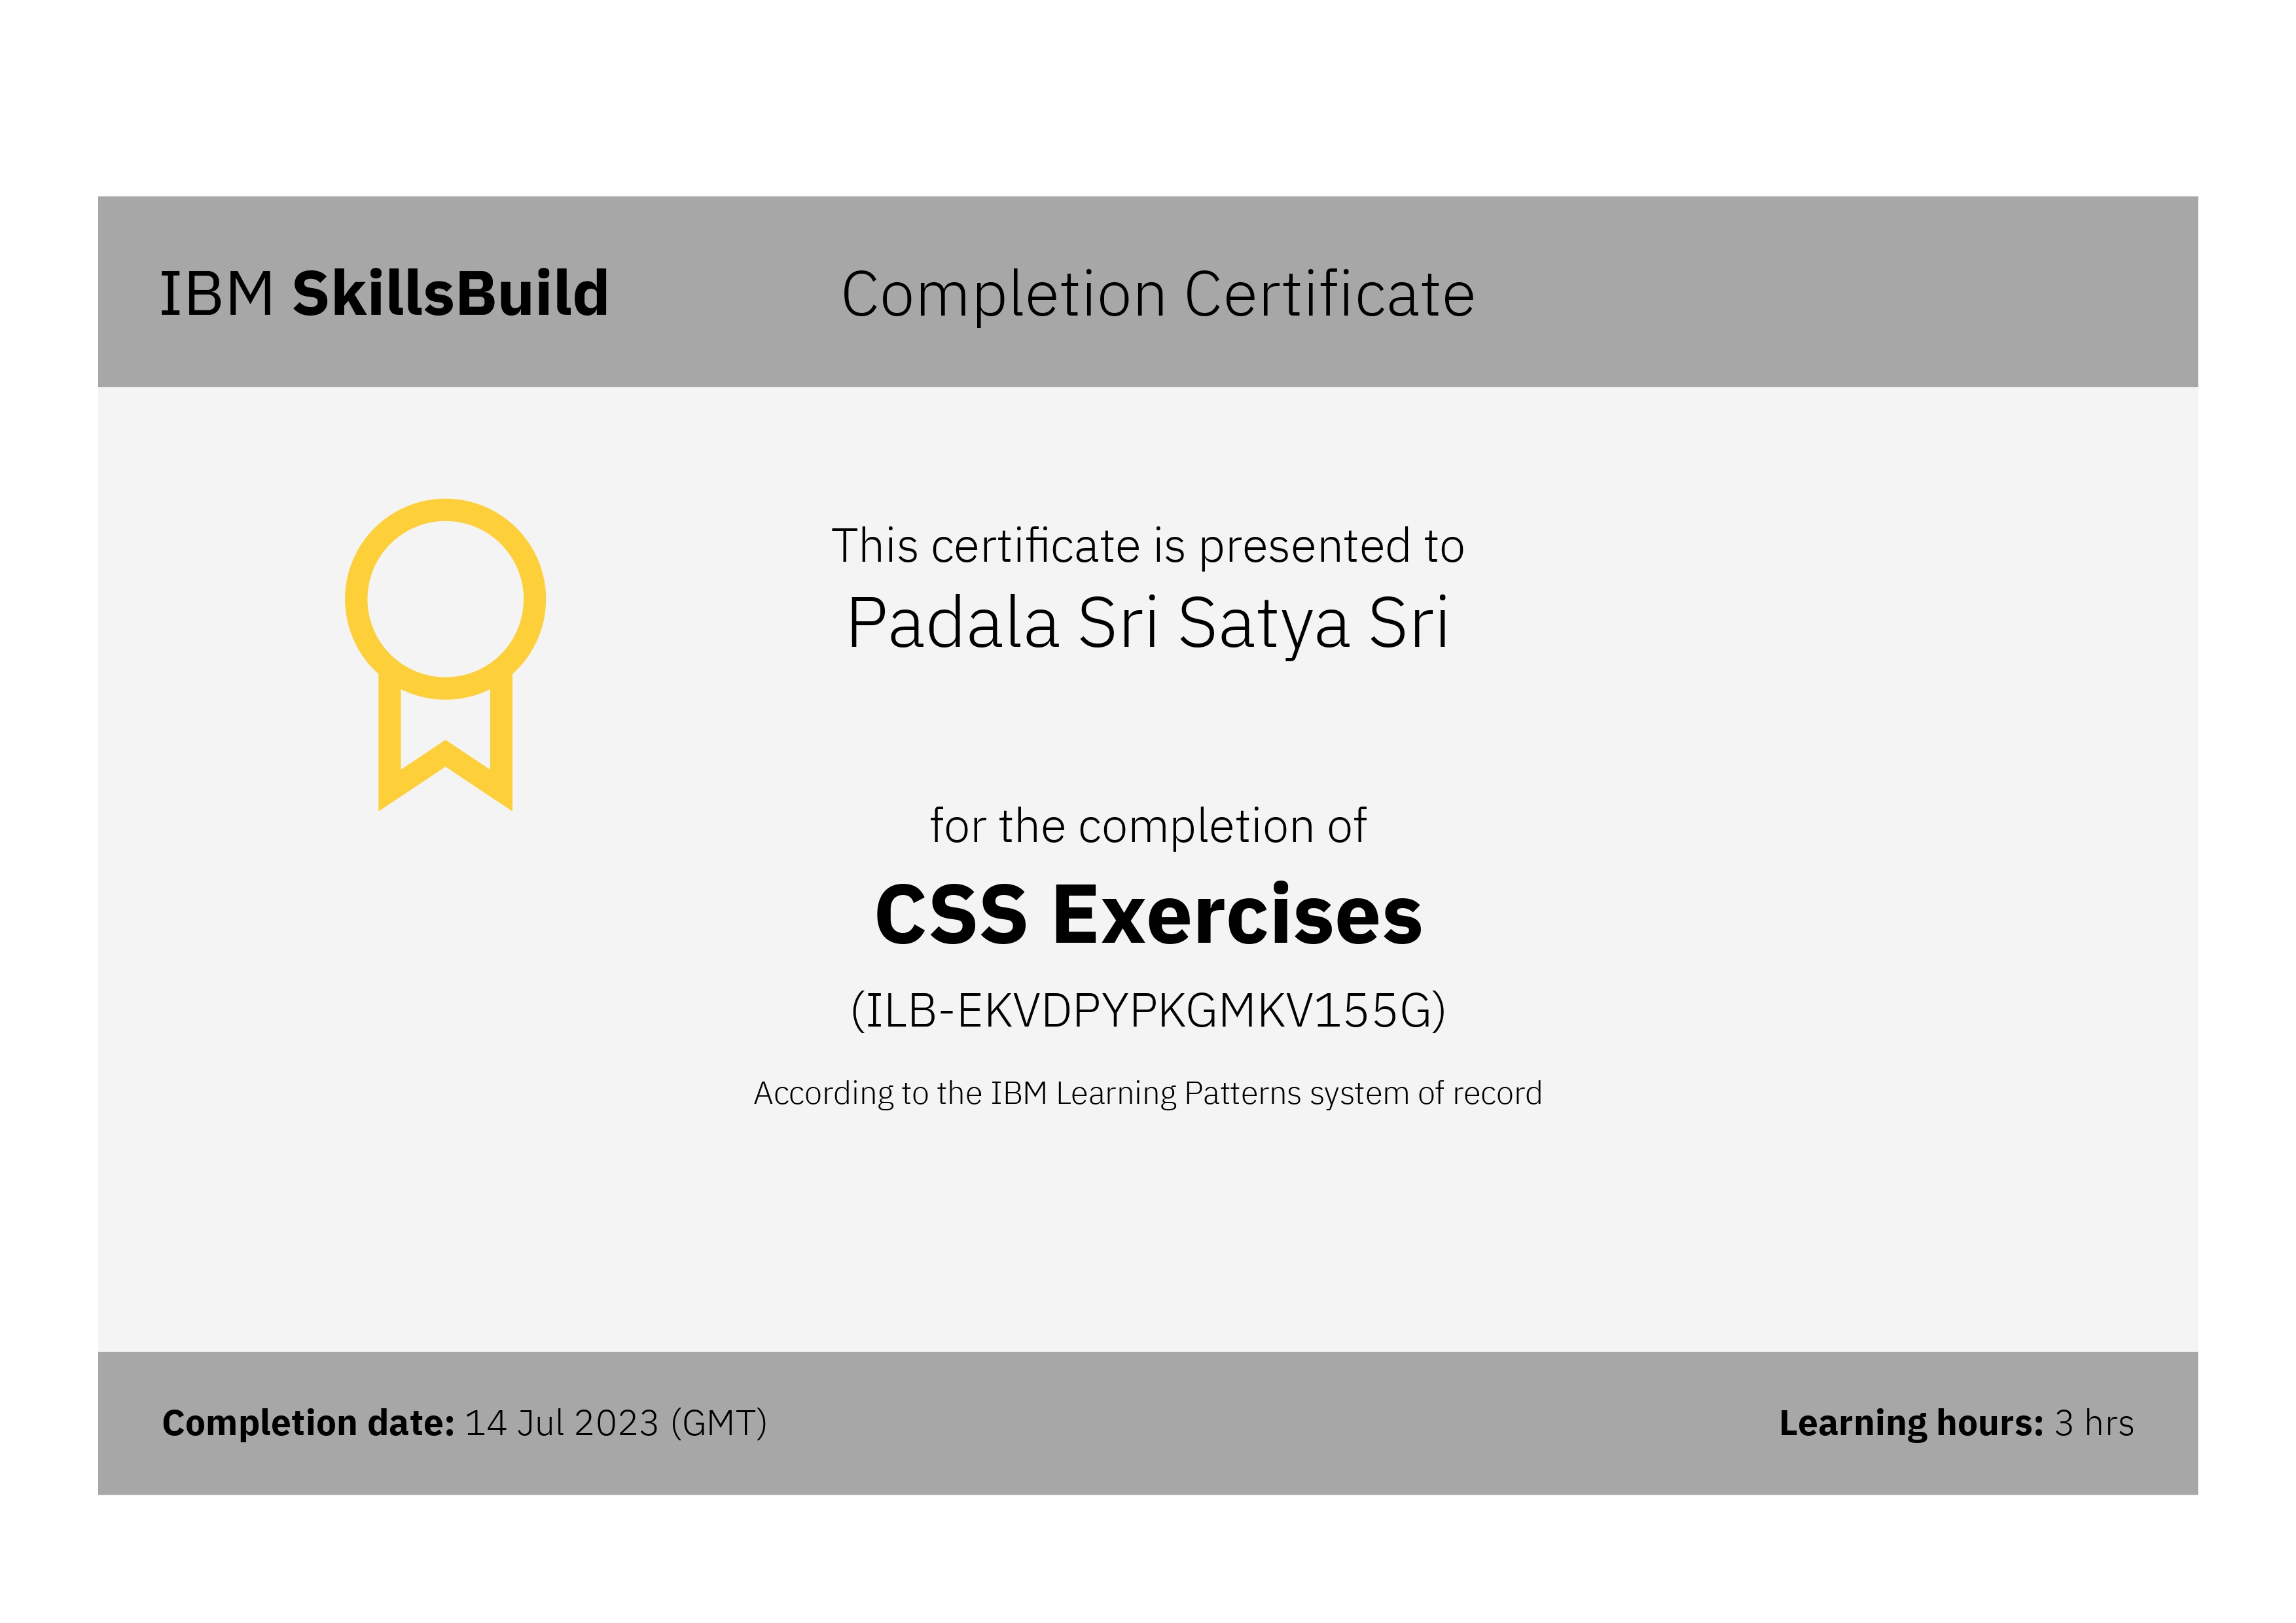 IBM SkillsBuild
Completion Certificate
This certificate is presented to
Padala Sri Satya Sri
for the completion of
CSS Exercises
(ILB-EKVDPYPKGMKV155G)
According to the IBM Learning Patterns system of record
Completion date: 14 Jul 2023 (GMT)
Learning hours: 3 hrs